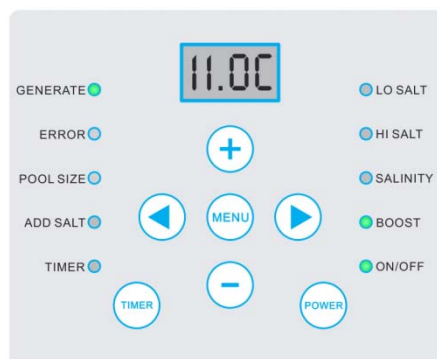 11.0C
GENERATE
LO SALT
ERROR
HI SALT
+
POOL SIZE
SALINITY
ADD SALT
MENU
BOOST
TIMER
ON/OFF
−
TIMER
POWER